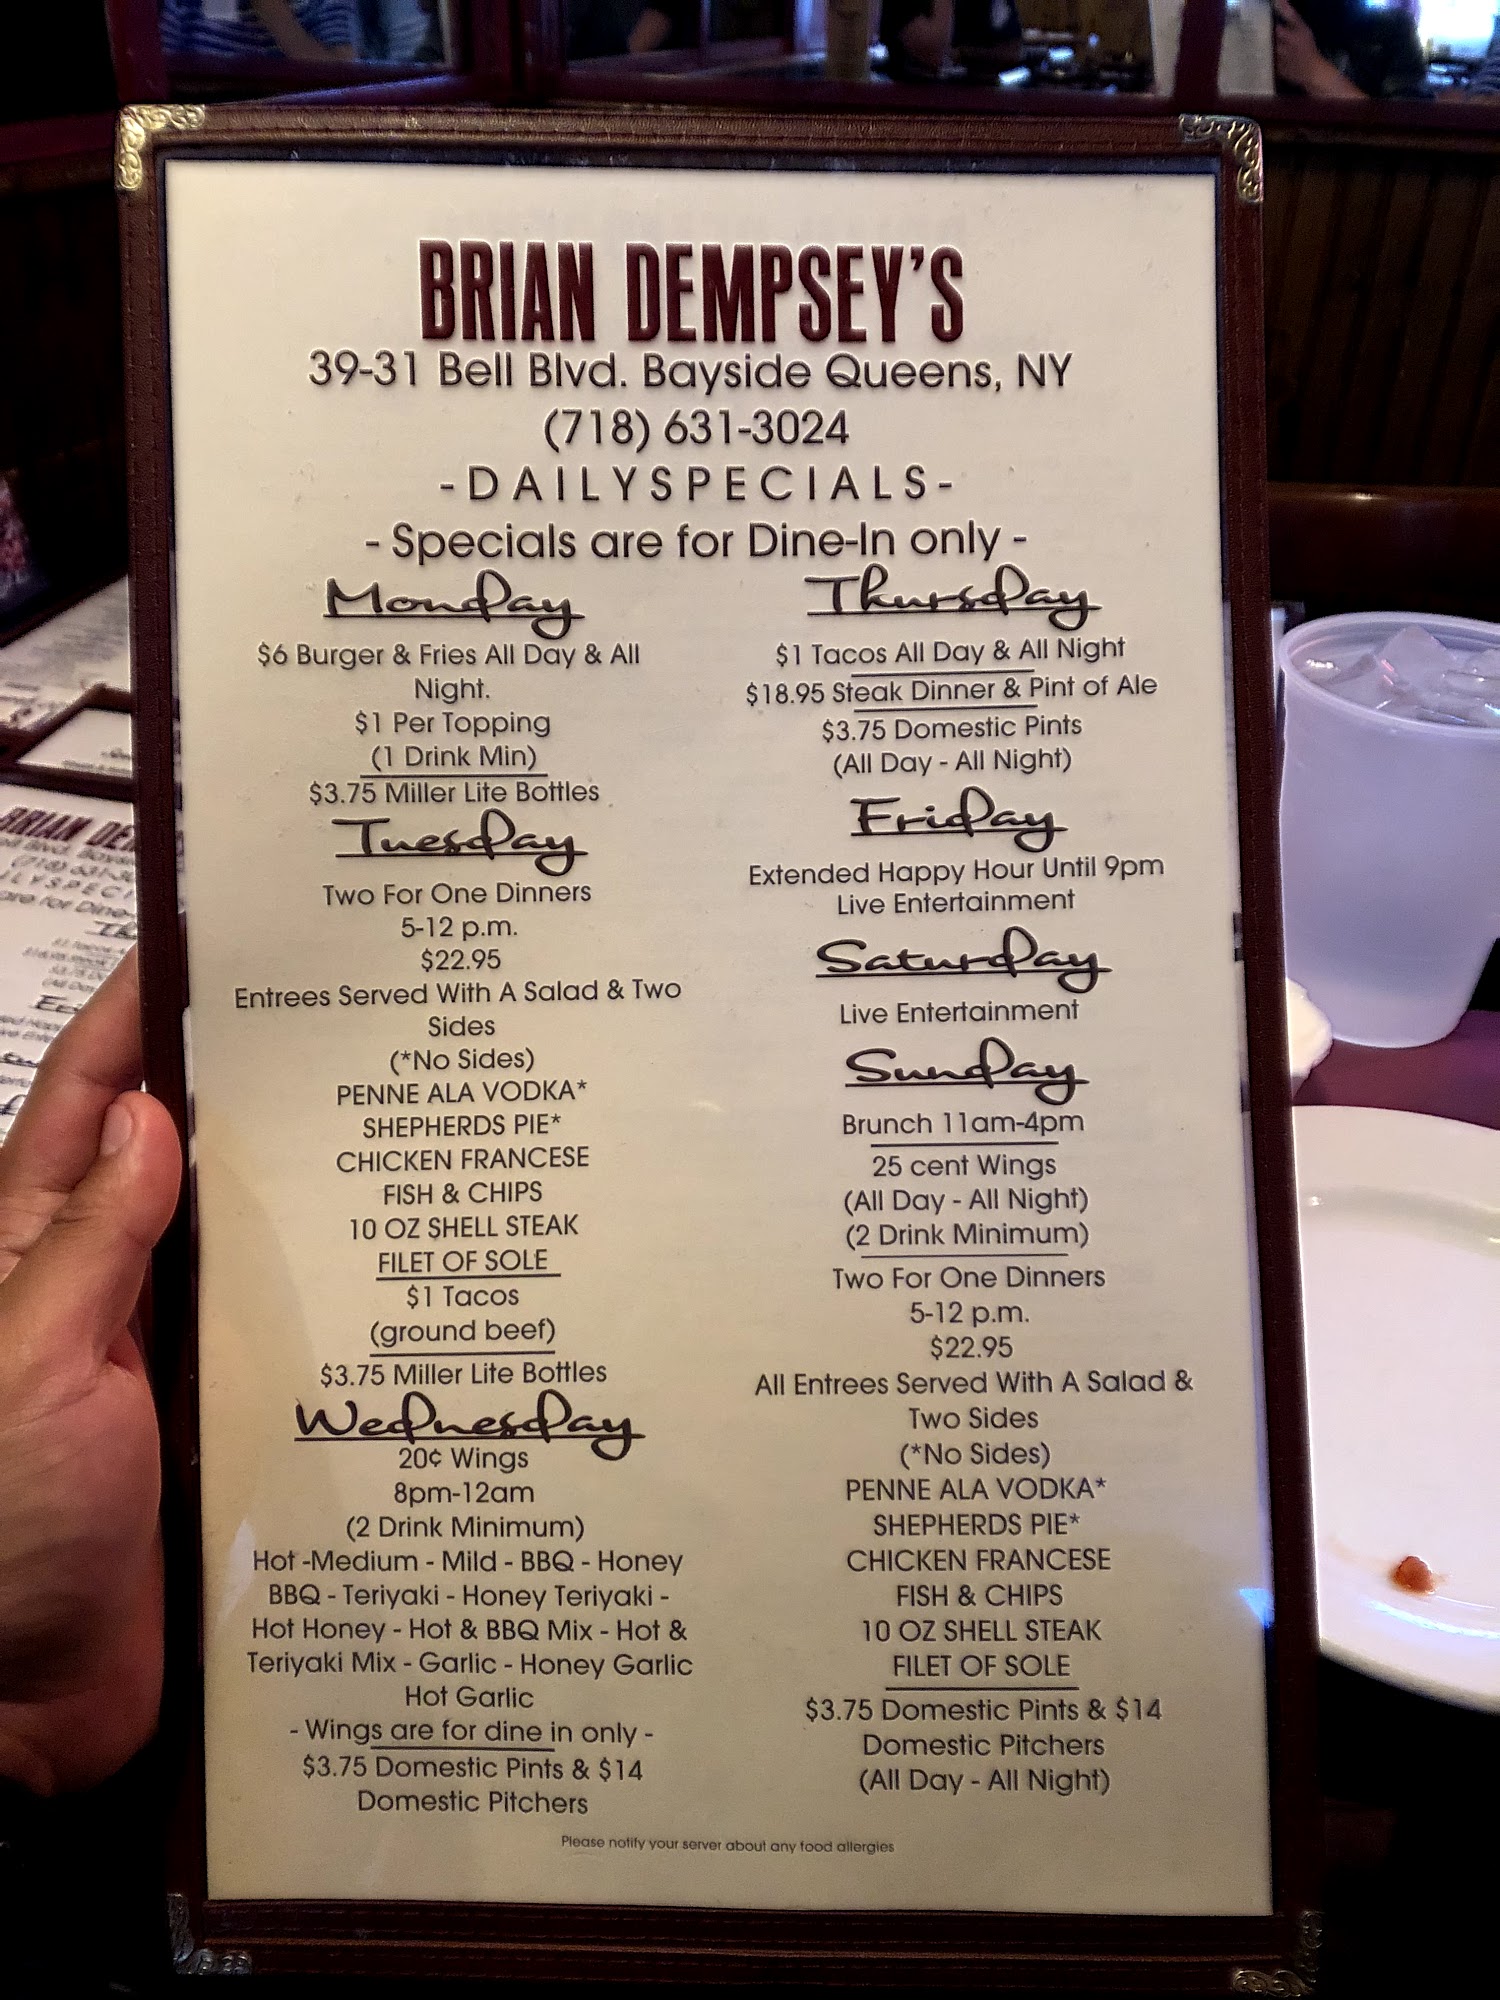 BRIAN DEMPSEY'S
39-31 Bell Blvd. Bayside Queens, NY
(718) 631-3024
-DAILYSPECIALS-
- Specials are for Dine-In only -
Monday
$6 Burger & Fries All Day & All
Night.
$1 Per Topping
(1 Drink Min)
$3.75 Miller Lite Bottles
Tuesday
Two For One Dinners
5-12 p.m.
$22.95
Entrees Served With A Salad & Two
Sides
(*No Sides)
PENNE ALA VODKA*
SHEPHERDS PIE*
CHICKEN FRANCESE
FISH & CHIPS
10 OZ SHELL STEAK
FILET OF SOLE
$1 Tacos
(ground beef)
$3.75 Miller Lite Bottles
Wednesday
20¢ Wings
8pm-12am
(2 Drink Minimum)
Hot -Medium - Mild - BBQ - Honey
BBQ - Teriyaki - Honey Teriyaki -
Hot Honey - Hot & BBQ Mix - Hot &
Teriyaki Mix - Garlic - Honey Garlic
Hot Garlic
- Wings are for dine in only -
$3.75 Domestic Pints & $14
Domestic Pitchers
Thursday
$1 Tacos All Day & All Night
$18.95 Steak Dinner & Pint of Ale
$3.75 Domestic Pints
(All Day - All Night)
Friday
Extended Happy Hour Until 9pm
Live Entertainment
Saturday
Live Entertainment
Sunday
Brunch 11am-4pm
25 cent Wings
(All Day - All Night)
(2 Drink Minimum)
Two For One Dinners
5-12 p.m.
$22.95
All Entrees Served With A Salad &
Two Sides
(*No Sides)
PENNE ALA VODKA*
SHEPHERDS PIE*
CHICKEN FRANCESE
FISH & CHIPS
10 OZ SHELL STEAK
FILET OF SOLE
$3.75 Domestic Pints & $14
Domestic Pitchers
(All Day - All Night)
Please notify your server about any food allergies
BRIAN